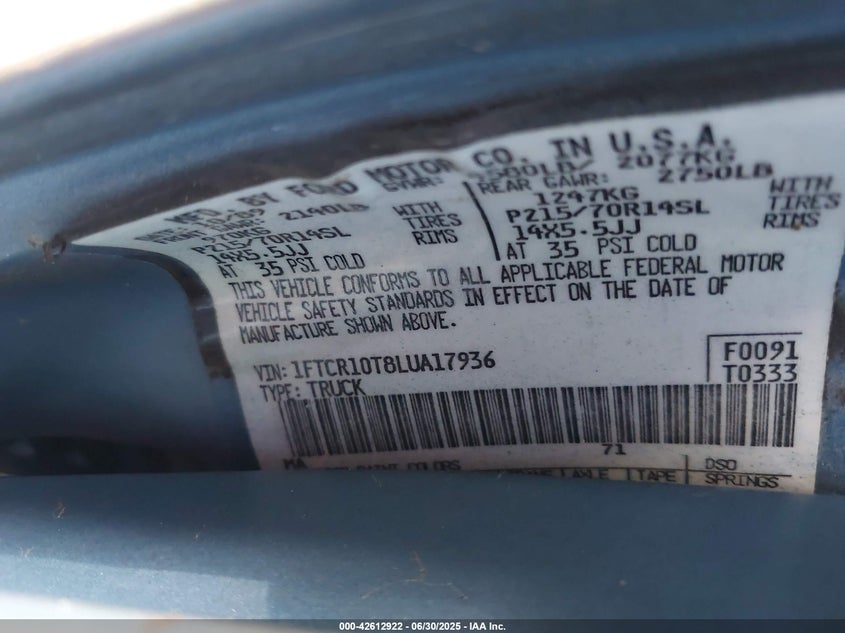 MFD. BY FORD MOTOR CO. IN U.S.A.
GVWR: 2077KG
2140LB WITH TIRES RIMS
P215/70R14SL
14X5.5JJ
AT 35 PSI COLD
REAR GAWR: 2750LB
1247KG WITH
P215/70R14SL TIRES
14X5.5JJ RIMS
AT 35 PSI COLD
THIS VEHICLE CONFORMS TO ALL APPLICABLE FEDERAL MOTOR
VEHICLE SAFETY STANDARDS IN EFFECT ON THE DATE OF
MANUFACTURE SHOWN ABOVE.
VIN: 1FTCR10T8LUA17936
TYPE: TRUCK
F0091
T0333
71
AXLE TAPE DSO
SPRINGS
000-42612922 - 06/30/2025 - IAA Inc.